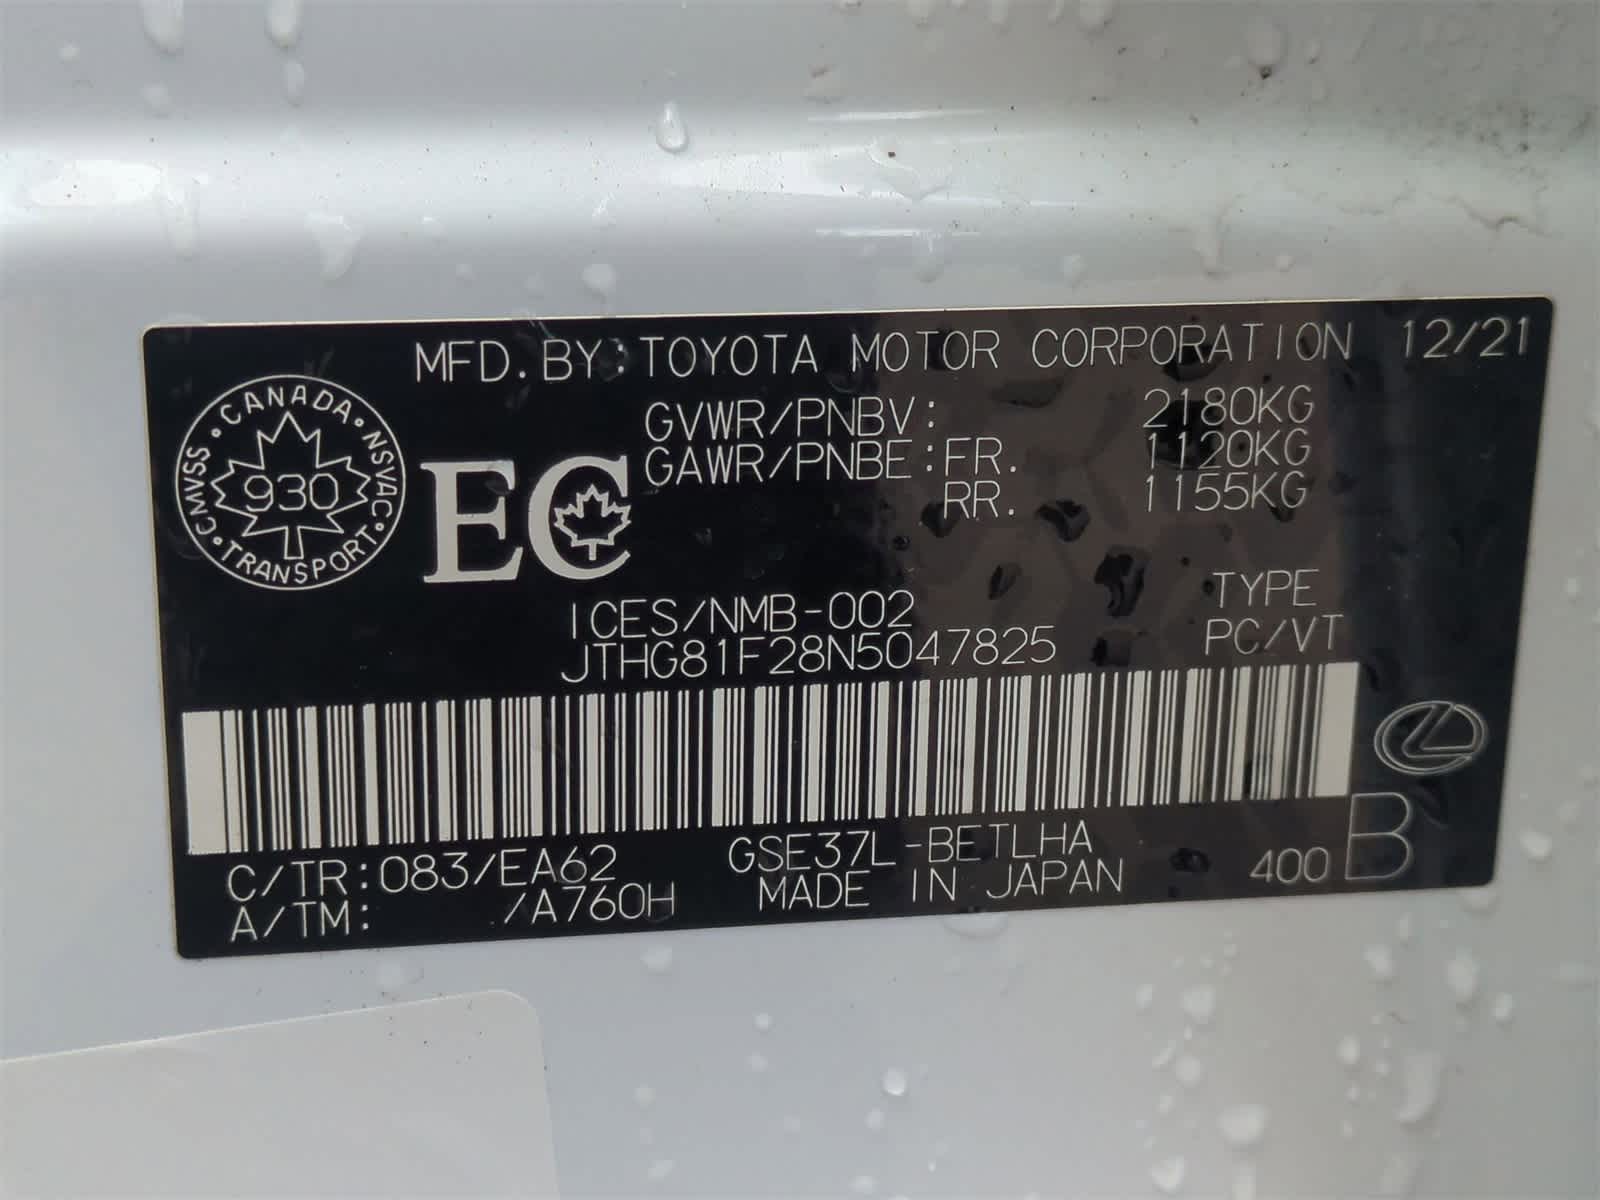 MFD. BY:TOYOTA MOTOR CORPORATION 12/21
GVWR/PNBV: 2180KG
GAWR/PNBE:FR. 1120KG
RR. 1155KG
CMVSS · CANADA · NSVAC · TRANSPORT
930
EC
ICES/NMB-002
TYPE
JTHG81F28N5047825
PC/VT
C/TR:083/EA62
A/TM: /A760H
GSE37L-BETLHA
MADE IN JAPAN
400 B